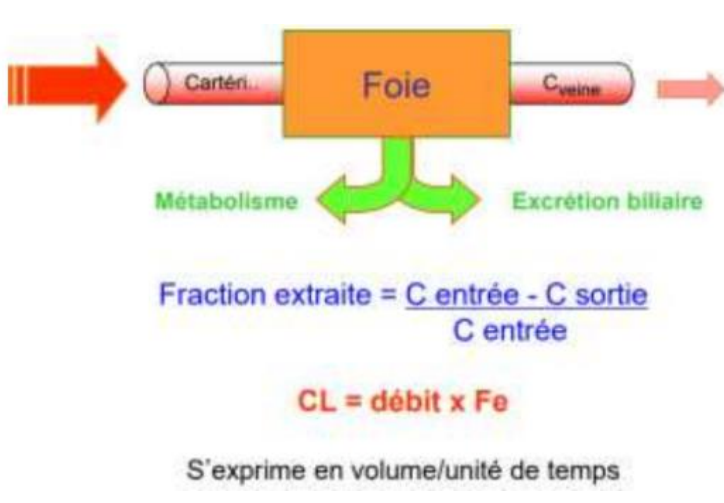 Cartéri.. Foie Cveine
Métabolisme Excrétion biliaire
Fraction extraite = C entrée - C sortie
C entrée
CL = débit x Fe
S'exprime en volume/unité de temps